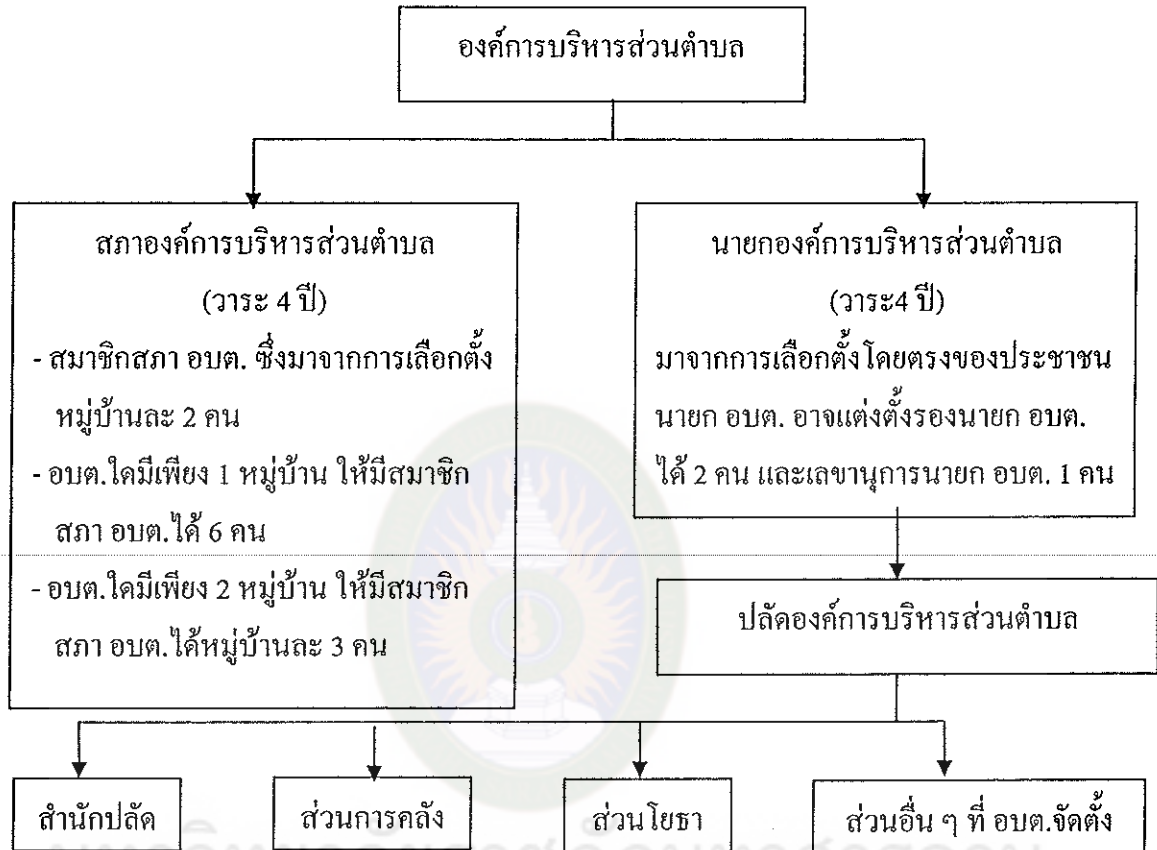 องค์การบริหารส่วนตำบล
สภาองค์การบริหารส่วนตำบล
(วาระ 4 ปี)
- สมาชิกสภา อบต. ซึ่งมาจากการเลือกตั้ง
หมู่บ้านละ 2 คน
- อบต.ใดมีเพียง 1 หมู่บ้าน ให้มีสมาชิก
สภา อบต.ได้ 6 คน
- อบต.ใดมีเพียง 2 หมู่บ้าน ให้มีสมาชิก
สภา อบต.ได้หมู่บ้านละ 3 คน
นายกองค์การบริหารส่วนตำบล
(วาระ4 ปี)
มาจากการเลือกตั้งโดยตรงของประชาชน
นายก อบต. อาจแต่งตั้งรองนายก อบต.
ได้ 2 คน และเลขานุการนายก อบต. 1 คน
ปลัดองค์การบริหารส่วนตำบล
สำนักปลัด
ส่วนการคลัง
ส่วนโยธา
ส่วนอื่น ๆ ที่ อบต.จัดตั้ง